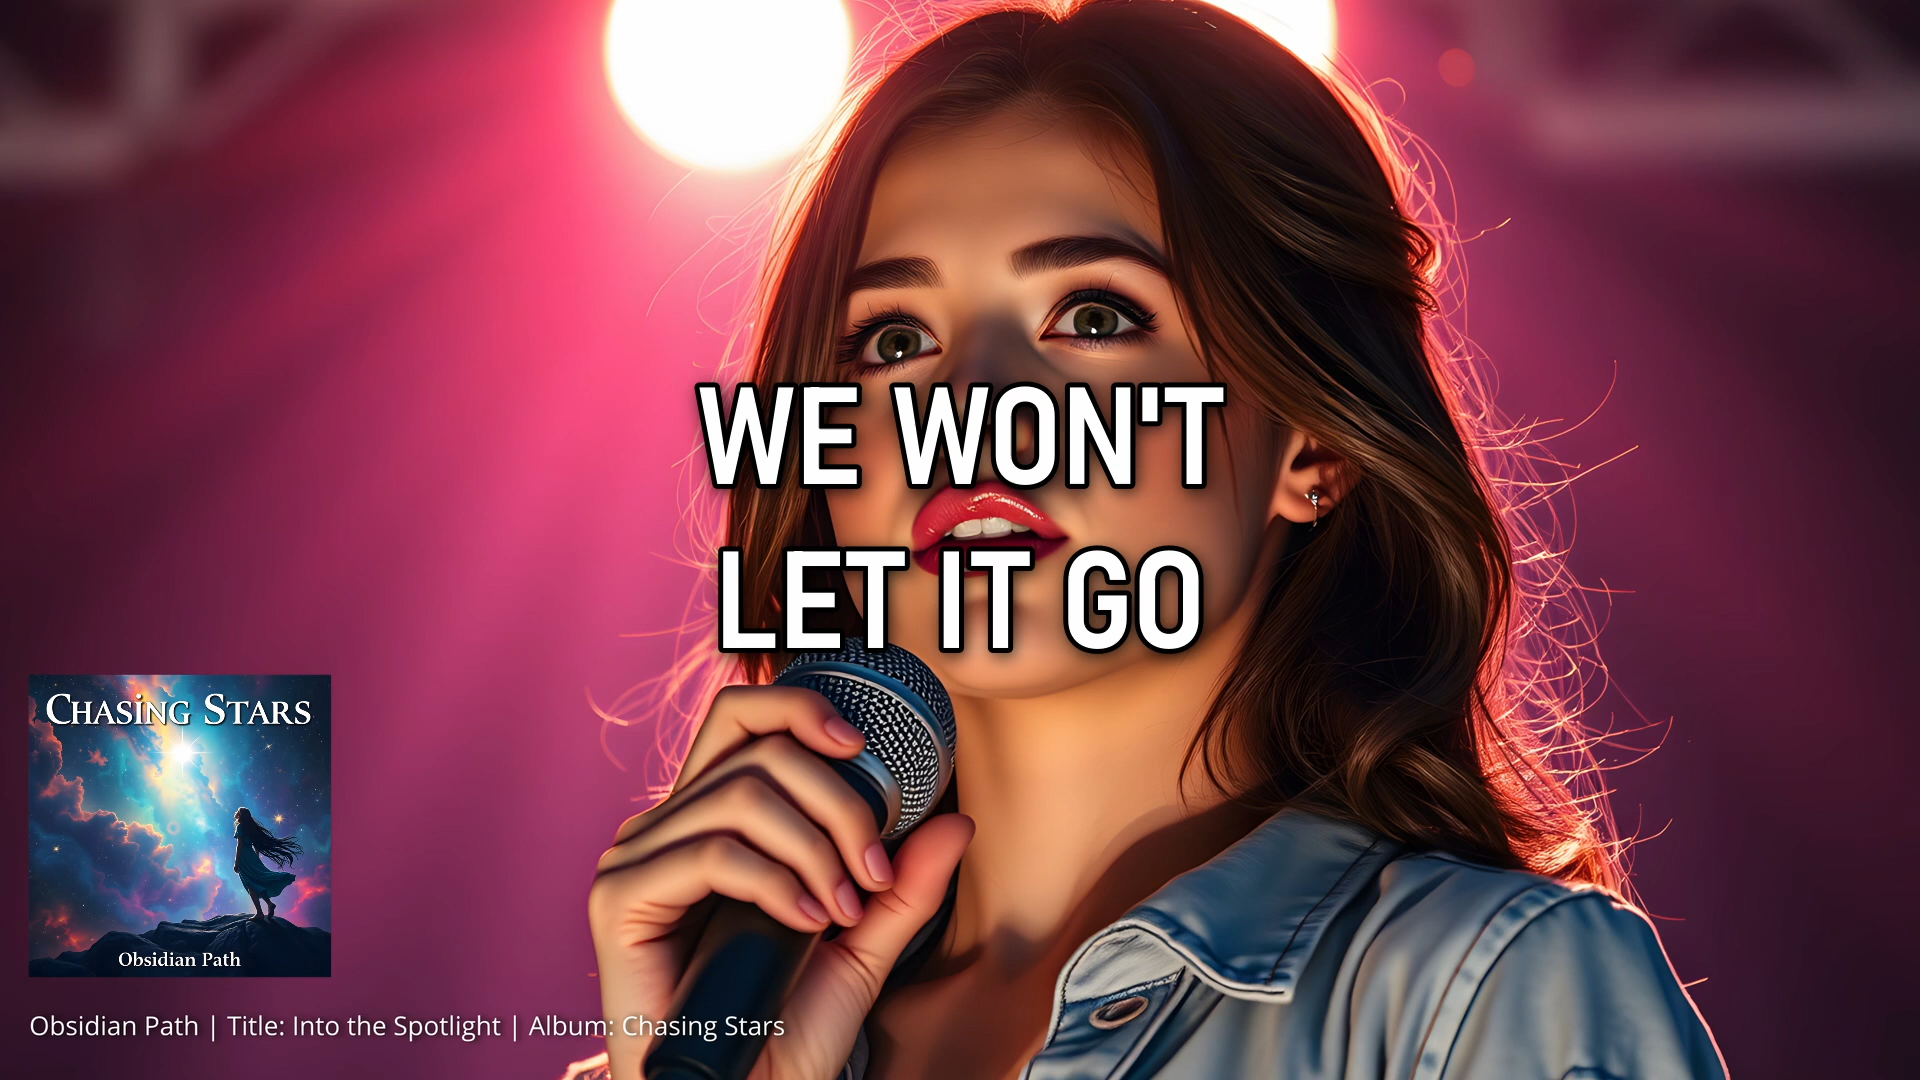 WE WON'T
LET IT GO
CHASING STARS
Obsidian Path
Obsidian Path | Title: Into the Spotlight | Album: Chasing Stars